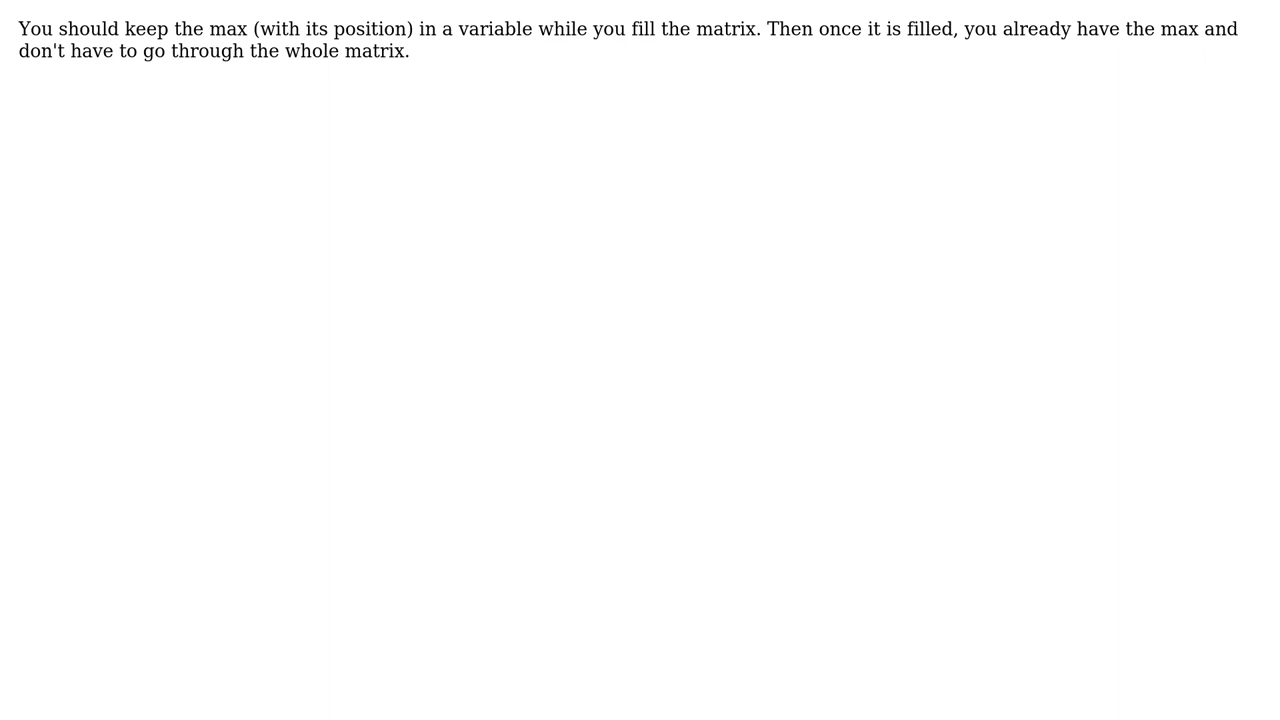 You should keep the max (with its position) in a variable while you fill the matrix. Then once it is filled, you already have the max and
don't have to go through the whole matrix.